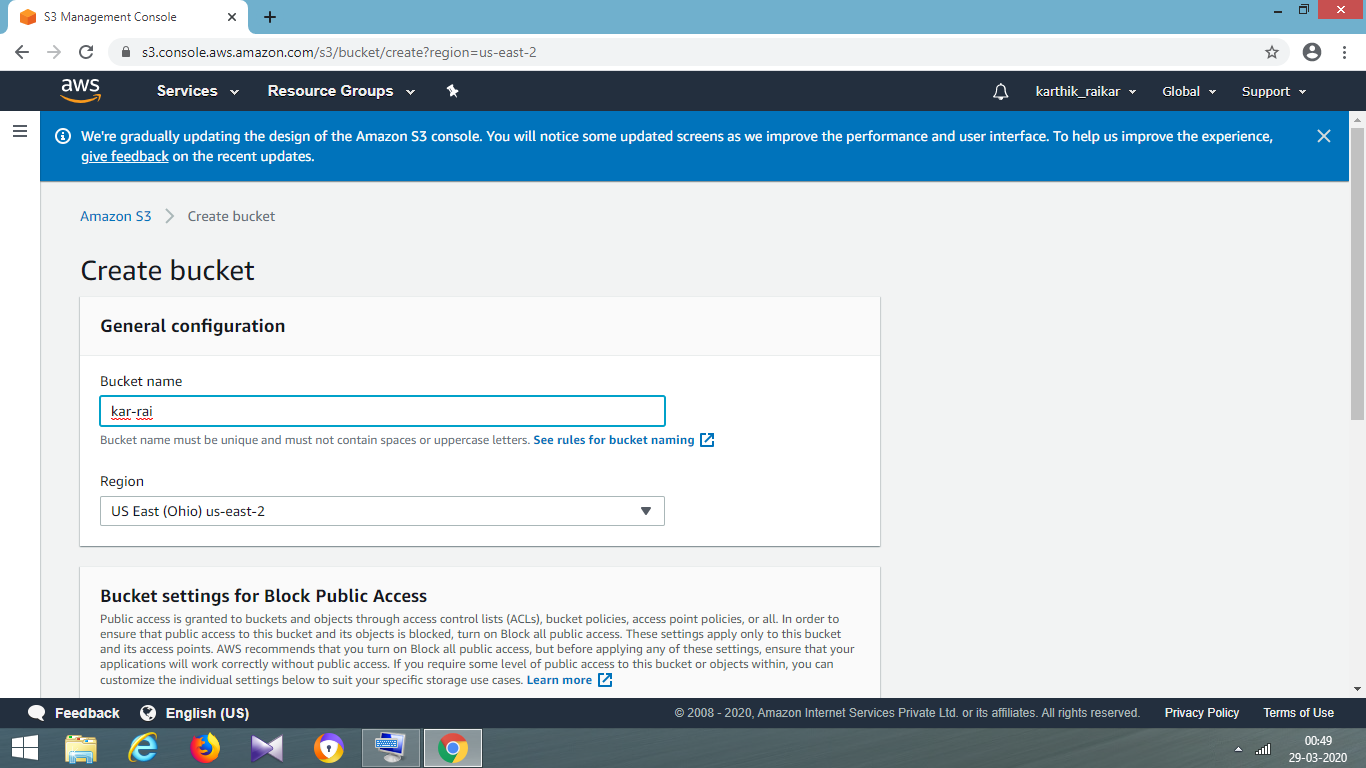 S3 Management Console
s3.console.aws.amazon.com/s3/bucket/create?region=us-east-2
aws
Services
Resource Groups
karthik_raikar
Global
Support
We're gradually updating the design of the Amazon S3 console. You will notice some updated screens as we improve the performance and user interface. To help us improve the experience,
give feedback on the recent updates.
Amazon S3
Create bucket
Create bucket
General configuration
Bucket name
kar-rai
Bucket name must be unique and must not contain spaces or uppercase letters. See rules for bucket naming
Region
US East (Ohio) us-east-2
Bucket settings for Block Public Access
Public access is granted to buckets and objects through access control lists (ACLs), bucket policies, access point policies, or all. In order to
ensure that public access to this bucket and its objects is blocked, turn on Block all public access. These settings apply only to this bucket
and its access points. AWS recommends that you turn on Block all public access, but before applying any of these settings, ensure that your
applications will work correctly without public access. If you require some level of public access to this bucket or objects within, you can
customize the individual settings below to suit your specific storage use cases. Learn more
Feedback
English (US)
© 2008 - 2020, Amazon Internet Services Private Ltd. or its affiliates. All rights reserved.
Privacy Policy
Terms of Use
00:49
29-03-2020